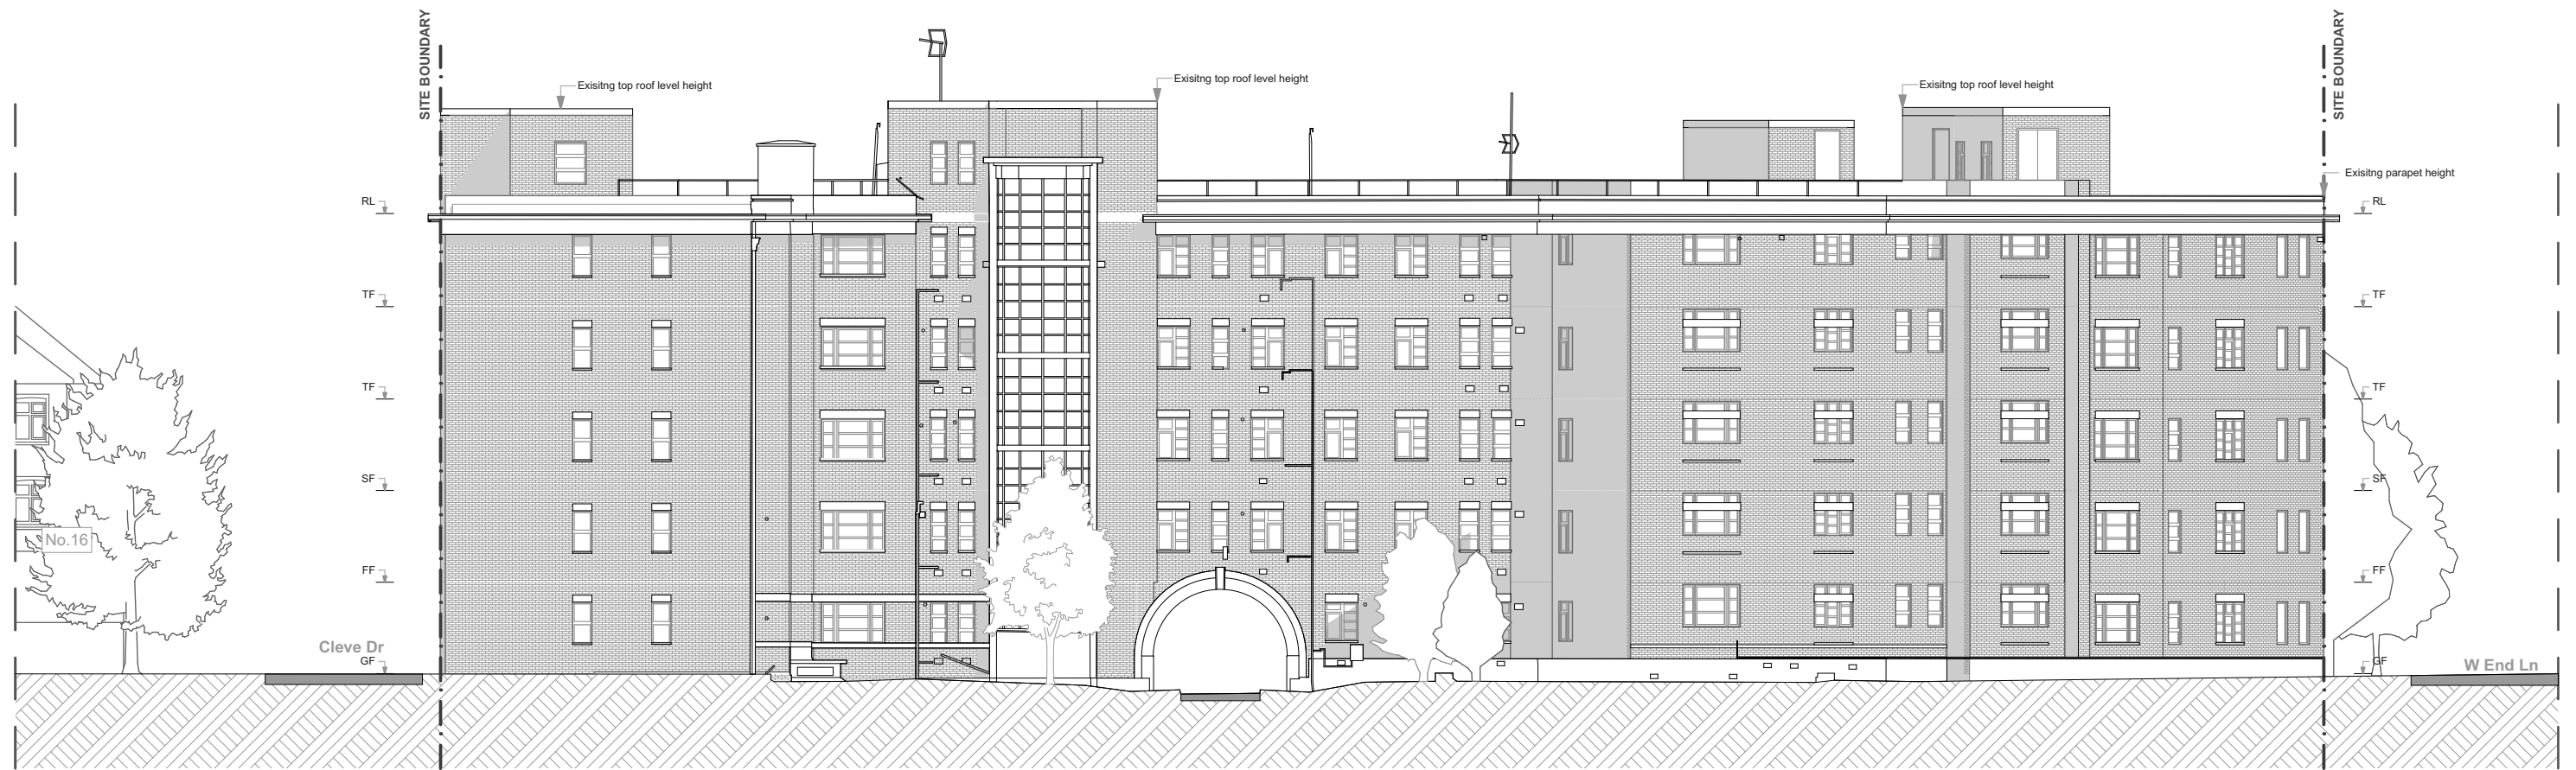 SITE BOUNDARY
SITE BOUNDARY
Exisitng top roof level height
Exisitng top roof level height
Exisitng top roof level height
Exisitng parapet height
RL
RL
TF
TF
TF
TF
SF
SF
No.16
FF
FF
Cleve Dr
GF
GF
W End Ln